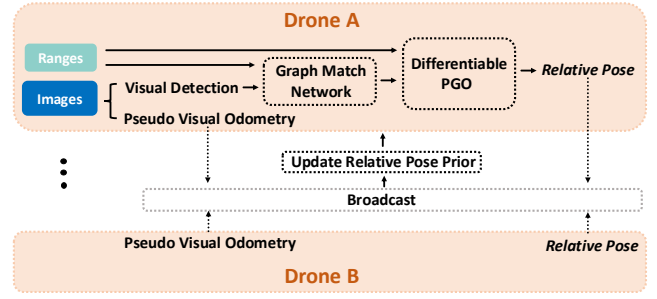 Drone A
Ranges
Images
Visual Detection
Pseudo Visual Odometry
Graph Match
Network
Differentiable
PGO
Relative Pose
Update Relative Pose Prior
Broadcast
Pseudo Visual Odometry
Relative Pose
Drone B